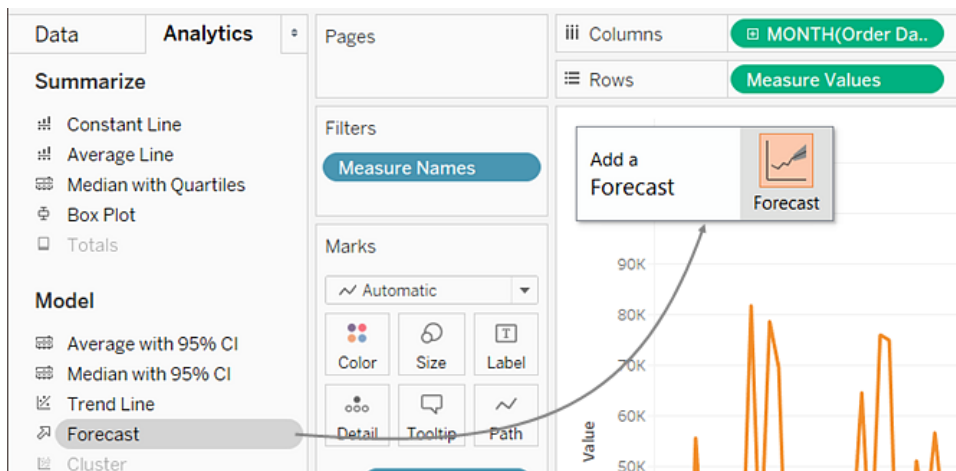 Data
Analytics
Summarize
Constant Line
Average Line
Median with Quartiles
Box Plot
Totals
Model
Average with 95% CI
Median with 95% CI
Trend Line
Forecast
Cluster
Pages
Filters
Measure Names
Marks
Automatic
Color
Size
Label
Detail
Tooltip
Path
Columns
MONTH(Order Da..
Rows
Measure Values
Add a
Forecast
Forecast
90K
80K
70K
60K
50K
Value